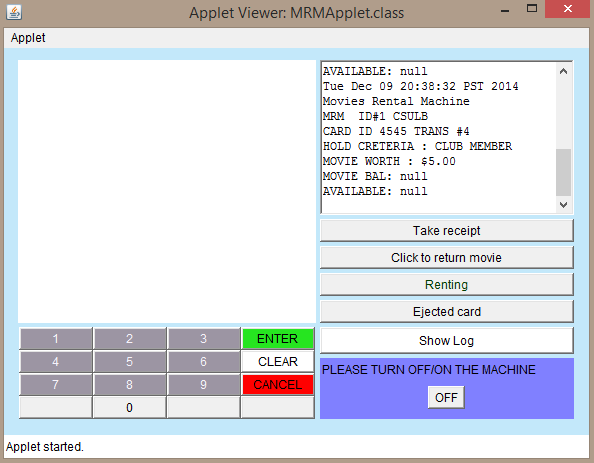 Applet Viewer: MRMApplet.class
Applet
AVAILABLE: null
Tue Dec 09 20:38:32 PST 2014
Movies Rental Machine
MRM  ID#1 CSULB
CARD ID 4545 TRANS #4
HOLD CRETERIA : CLUB MEMBER
MOVIE WORTH : $5.00
MOVIE BAL: null
AVAILABLE: null
Take receipt
Click to return movie
Renting
Ejected card
Show Log
1 2 3 ENTER
4 5 6 CLEAR
7 8 9 CANCEL
0
PLEASE TURN OFF/ON THE MACHINE
OFF
Applet started.